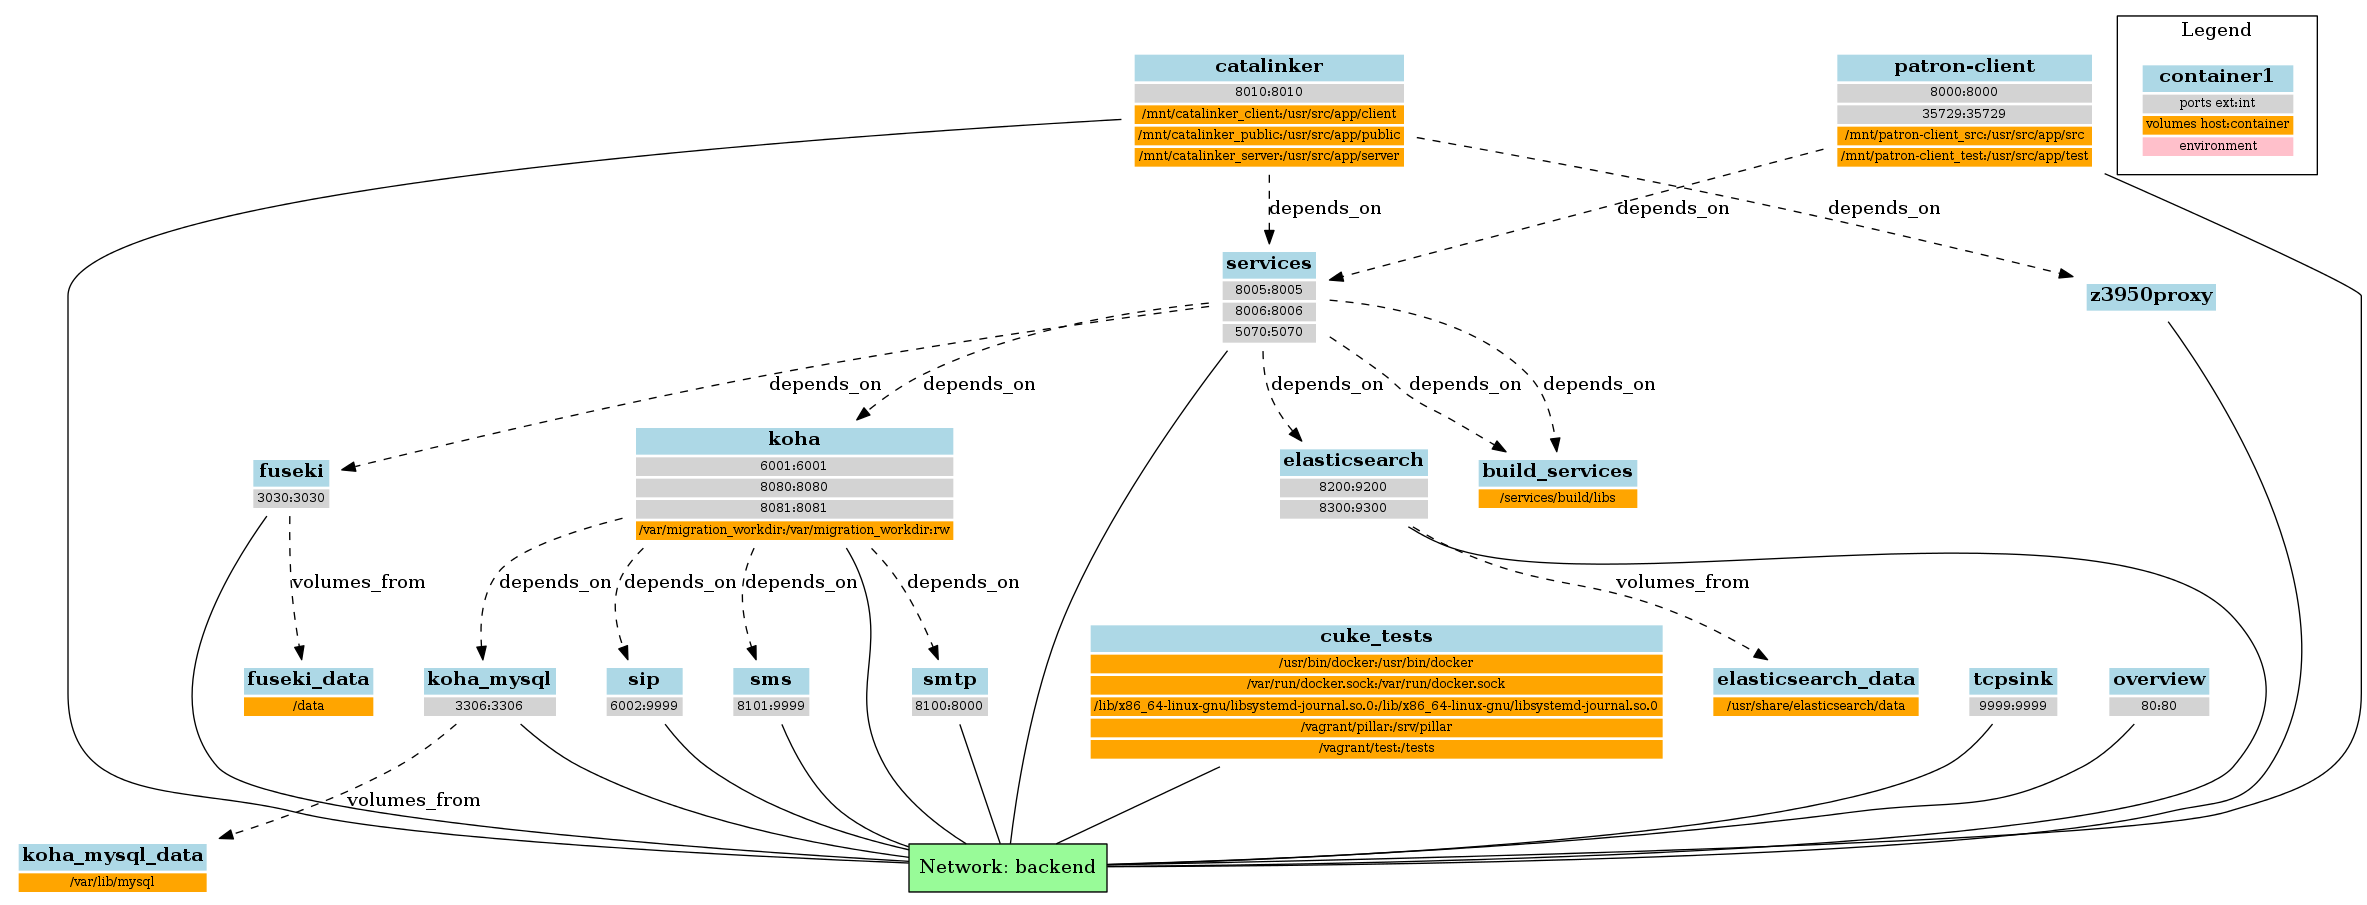 Legend
container1
ports ext:int
volumes host:container
environment
catalinker
8010:8010
/mnt/catalinker_client:/usr/src/app/client
/mnt/catalinker_public:/usr/src/app/public
/mnt/catalinker_server:/usr/src/app/server
patron-client
8000:8000
35729:35729
/mnt/patron-client_src:/usr/src/app/src
/mnt/patron-client_test:/usr/src/app/test
depends_on
depends_on
depends_on
services
8005:8005
8006:8006
5070:5070
z3950proxy
depends_on
depends_on
depends_on
depends_on
depends_on
fuseki
3030:3030
koha
6001:6001
8080:8080
8081:8081
/var/migration_workdir:/var/migration_workdir:rw
elasticsearch
8200:9200
8300:9300
build_services
/services/build/libs
volumes_from
depends_on
depends_on
depends_on
depends_on
volumes_from
fuseki_data
/data
koha_mysql
3306:3306
sip
6002:9999
sms
8101:9999
smtp
8100:8000
cuke_tests
/usr/bin/docker:/usr/bin/docker
/var/run/docker.sock:/var/run/docker.sock
/lib/x86_64-linux-gnu/libsystemd-journal.so.0:/lib/x86_64-linux-gnu/libsystemd-journal.so.0
/vagrant/pillar:/srv/pillar
/vagrant/test:/tests
elasticsearch_data
/usr/share/elasticsearch/data
tcpsink
9999:9999
overview
80:80
volumes_from
koha_mysql_data
/var/lib/mysql
Network: backend